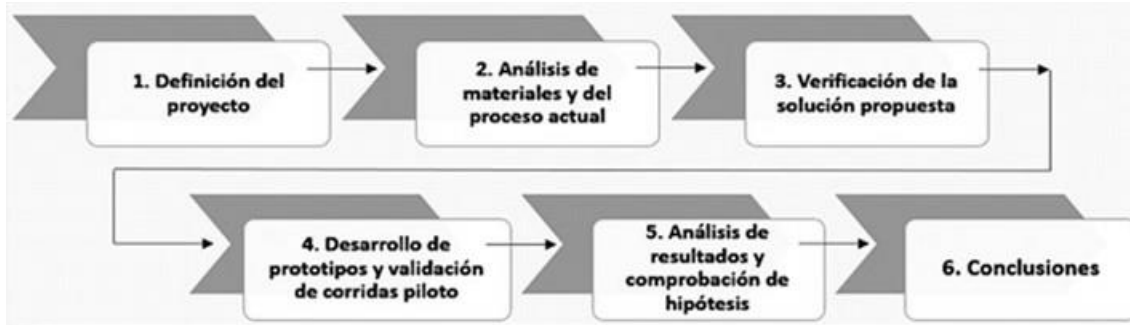 1. Definición del
proyecto
2. Análisis de
materiales y del
proceso actual
3. Verificación de la
solución propuesta
4. Desarrollo de
prototipos y validación
de corridas piloto
5. Análisis de
resultados y
comprobación de
hipótesis
6. Conclusiones